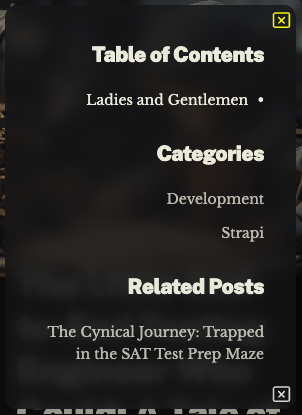 Table of Contents
Ladies and Gentlemen •
Categories
Development
Strapi
Related Posts
The Cynical Journey: Trapped
in the SAT Test Prep Maze